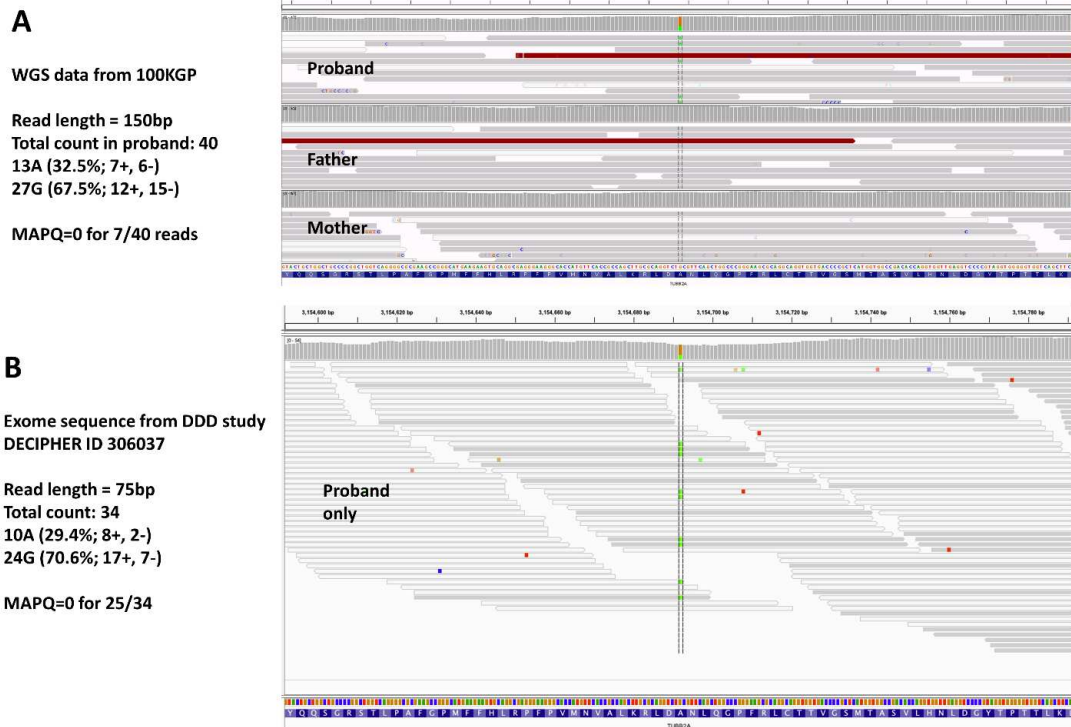 A
WGS data from 100KGP
Read length = 150bp
Total count in proband: 40
13A (32.5%; 7+, 6-)
27G (67.5%; 12+, 15-)
MAPQ=0 for 7/40 reads
Proband
Father
Mother
TUBB2A
B
Exome sequence from DDD study
DECIPHER ID 306037
Read length = 75bp
Total count: 34
10A (29.4%; 8+, 2-)
24G (70.6%; 17+, 7-)
MAPQ=0 for 25/34
3,154,600 bp 3,154,620 bp 3,154,640 bp 3,154,660 bp 3,154,680 bp 3,154,700 bp 3,154,720 bp 3,154,740 bp 3,154,760 bp 3,154,780 bp
Proband
only
Y Q Q S G R S T L P A F G P M F F H L R P F P V M N V A L K R L D A N L Q G P F R L C T T V G S M T A S V L H N L D G Y T P T T L K
TUBB2A